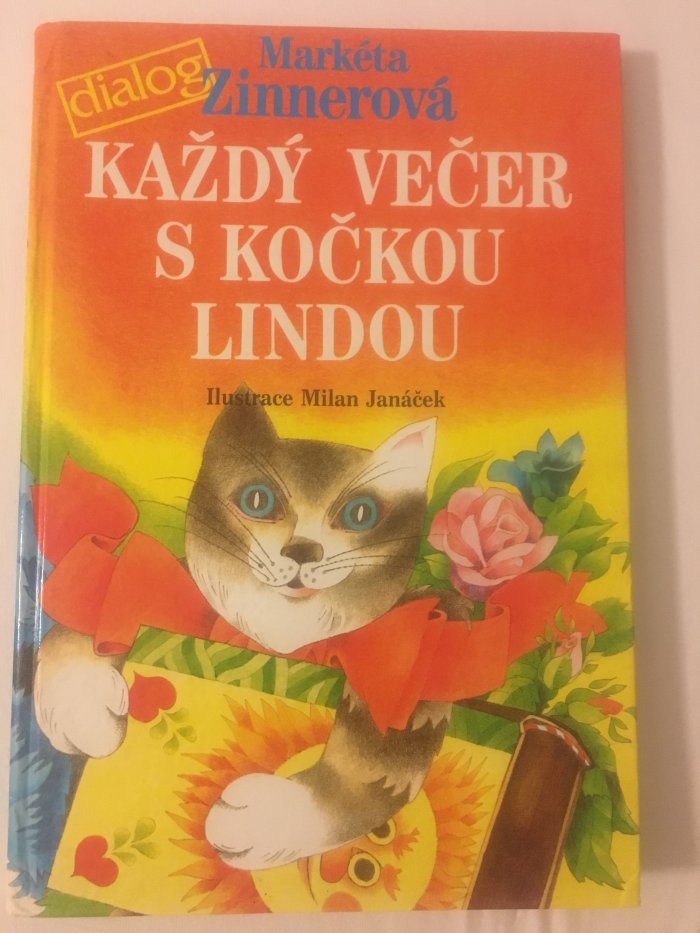 dialog
Markéta
Zinnerová
KAŽDÝ VEČER
S KOČKOU
LINDOU
Ilustrace Milan Janáček